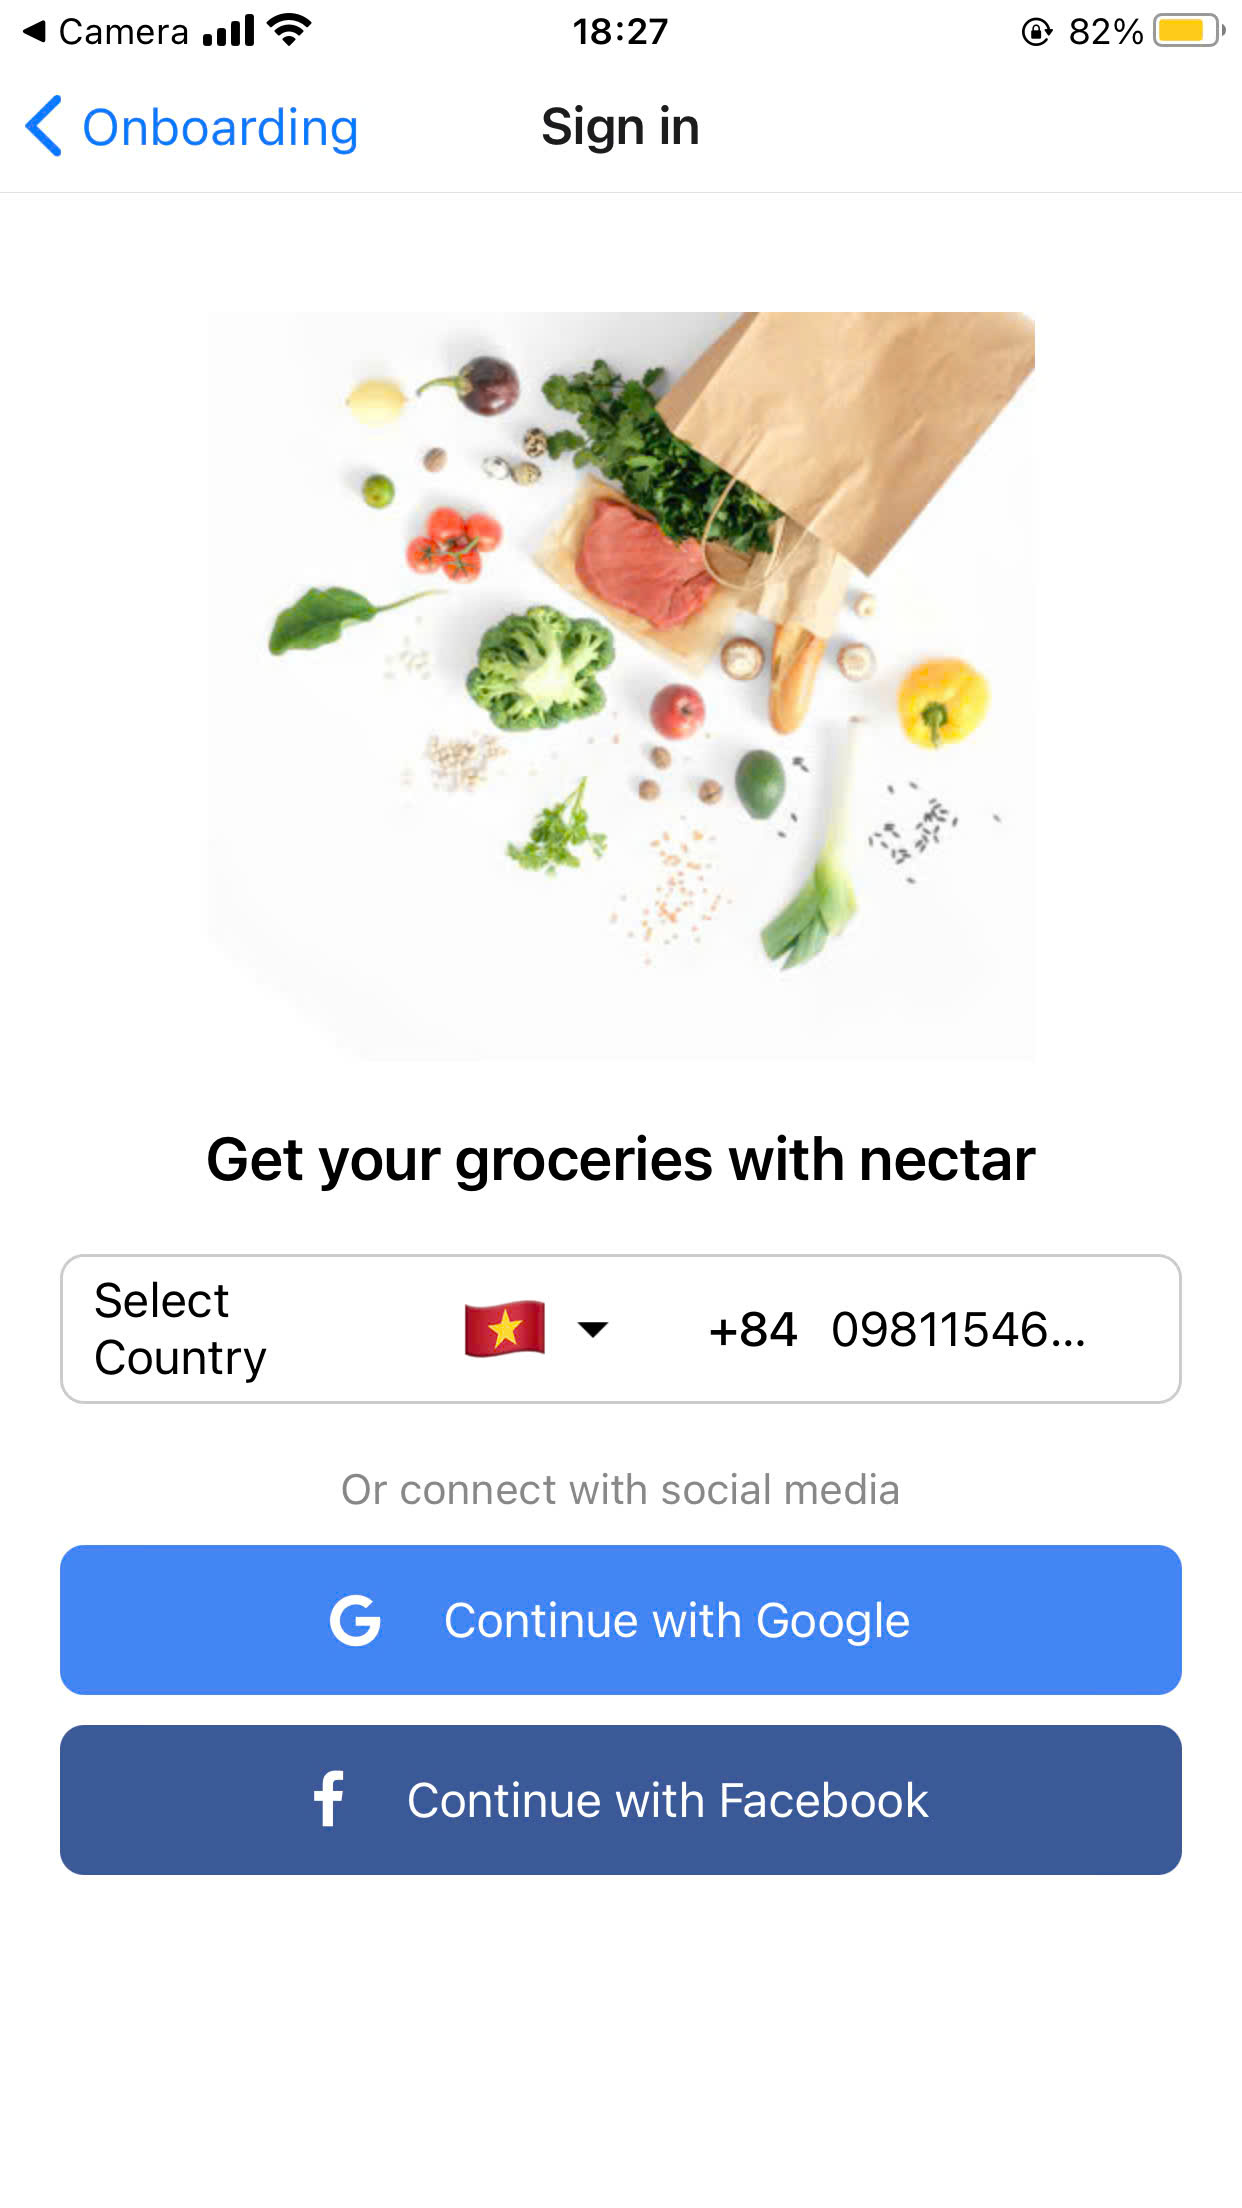 Camera 18:27 82%
Onboarding Sign in
Get your groceries with nectar
Select
Country
+84 09811546...
Or connect with social media
Continue with Google
Continue with Facebook